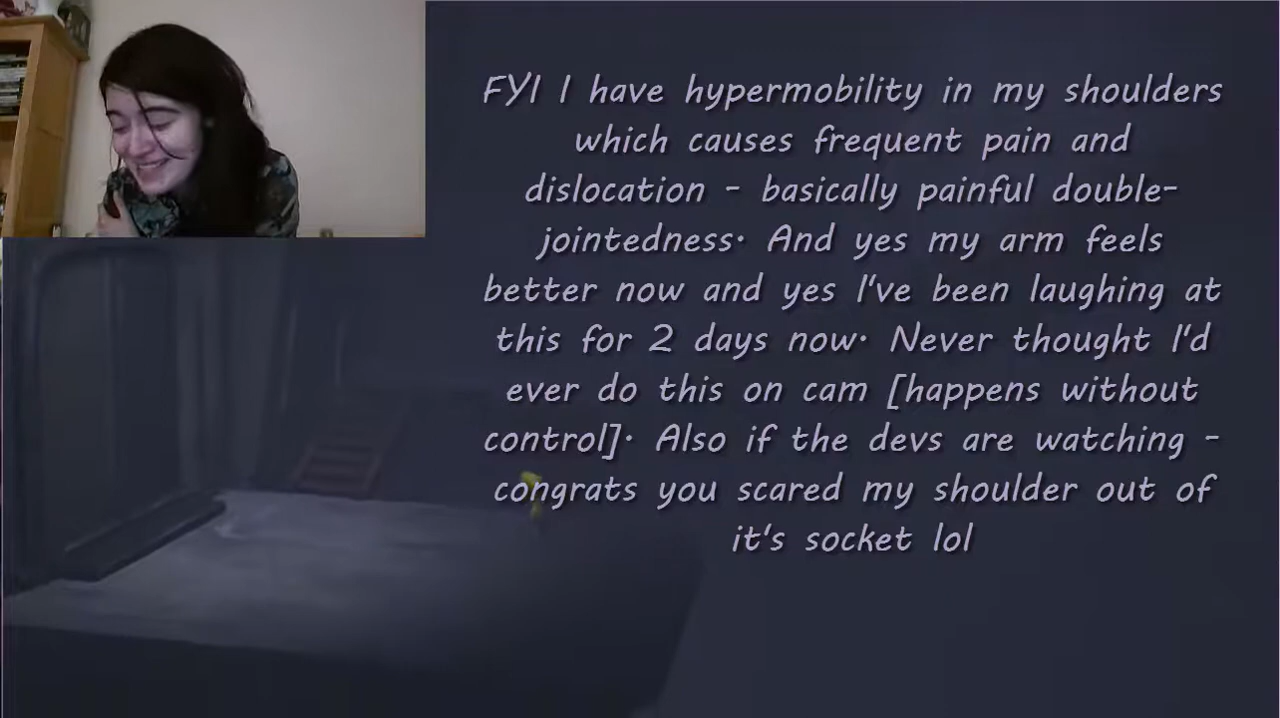 FYI I have hypermobility in my shoulders
which causes frequent pain and
dislocation - basically painful double-
jointedness. And yes my arm feels
better now and yes I've been laughing at
this for 2 days now. Never thought I'd
ever do this on cam [happens without
control]. Also if the devs are watching -
congrats you scared my shoulder out of
it's socket lol